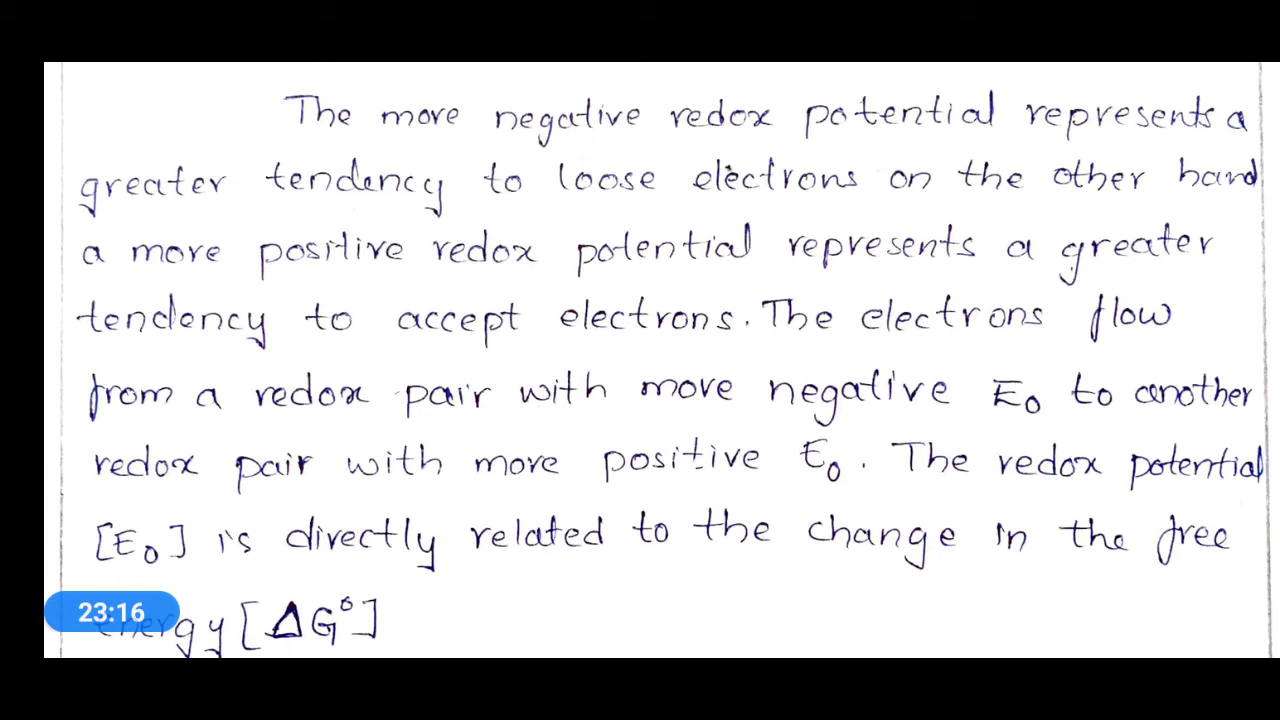 The more negative redox potential represents a
greater tendency to loose electrons on the other hand
a more positive redox potential represents a greater
tendency to accept electrons. The electrons flow
from a redox pair with more negative E₀ to another
redox pair with more positive E₀. The redox potential
[E₀] is directly related to the change in the free
energy [ΔG°]
23:16